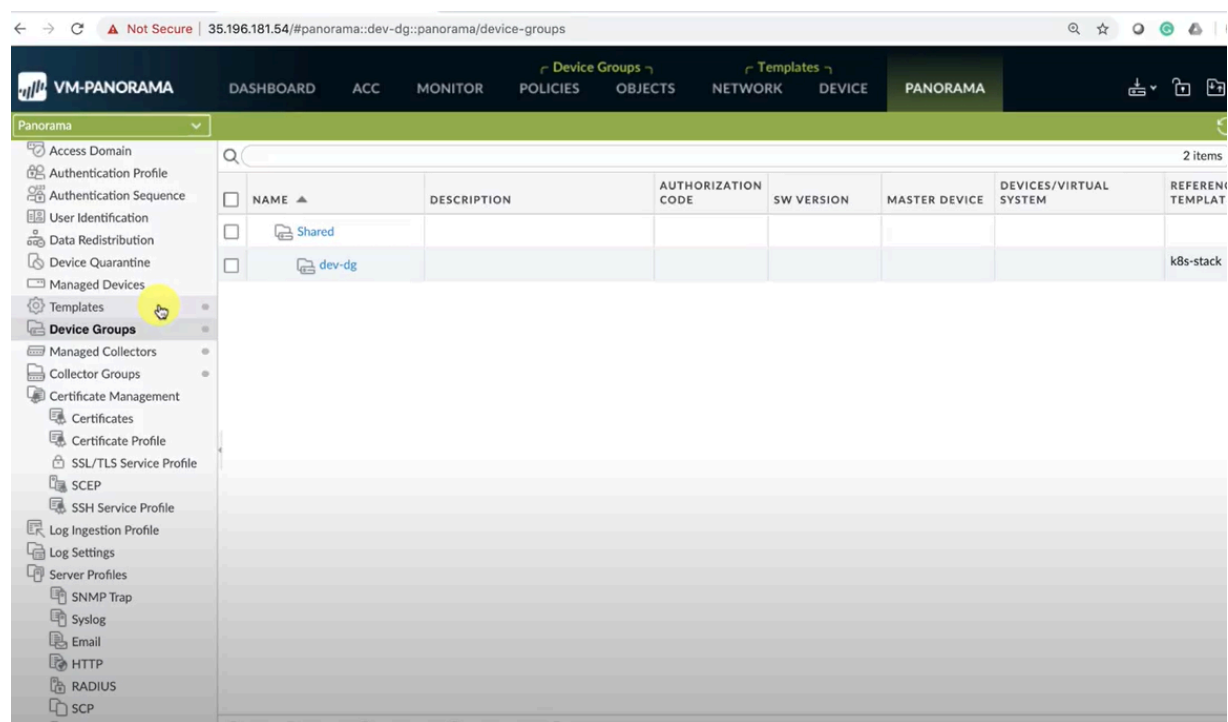 Not Secure | 35.196.181.54/#panorama::dev-dg::panorama/device-groups
Device Groups
Templates
VM-PANORAMA
DASHBOARD
ACC
MONITOR
POLICIES
OBJECTS
NETWORK
DEVICE
PANORAMA
Panorama
Access Domain
Authentication Profile
Authentication Sequence
User Identification
Data Redistribution
Device Quarantine
Managed Devices
Templates
Device Groups
Managed Collectors
Collector Groups
Certificate Management
Certificates
Certificate Profile
SSL/TLS Service Profile
SCEP
SSH Service Profile
Log Ingestion Profile
Log Settings
Server Profiles
SNMP Trap
Syslog
Email
HTTP
RADIUS
SCP
2 items
NAME
DESCRIPTION
AUTHORIZATION
CODE
SW VERSION
MASTER DEVICE
DEVICES/VIRTUAL
SYSTEM
REFERENC
TEMPLAT
Shared
dev-dg
k8s-stack